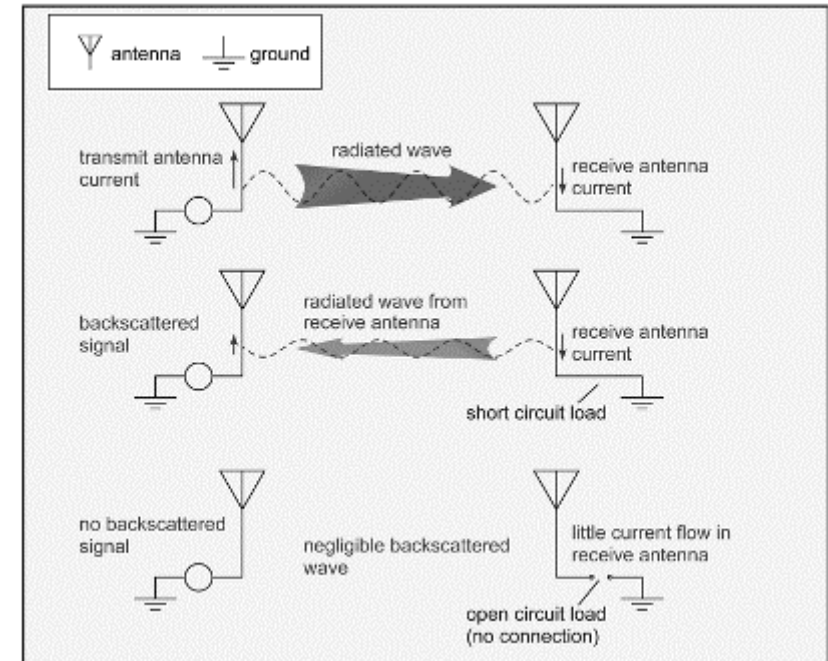 antenna
ground
transmit antenna
current
radiated wave
receive antenna
current
backscattered
signal
radiated wave from
receive antenna
receive antenna
current
short circuit load
no backscattered
signal
negligible backscattered
wave
little current flow in
receive antenna
open circuit load
(no connection)